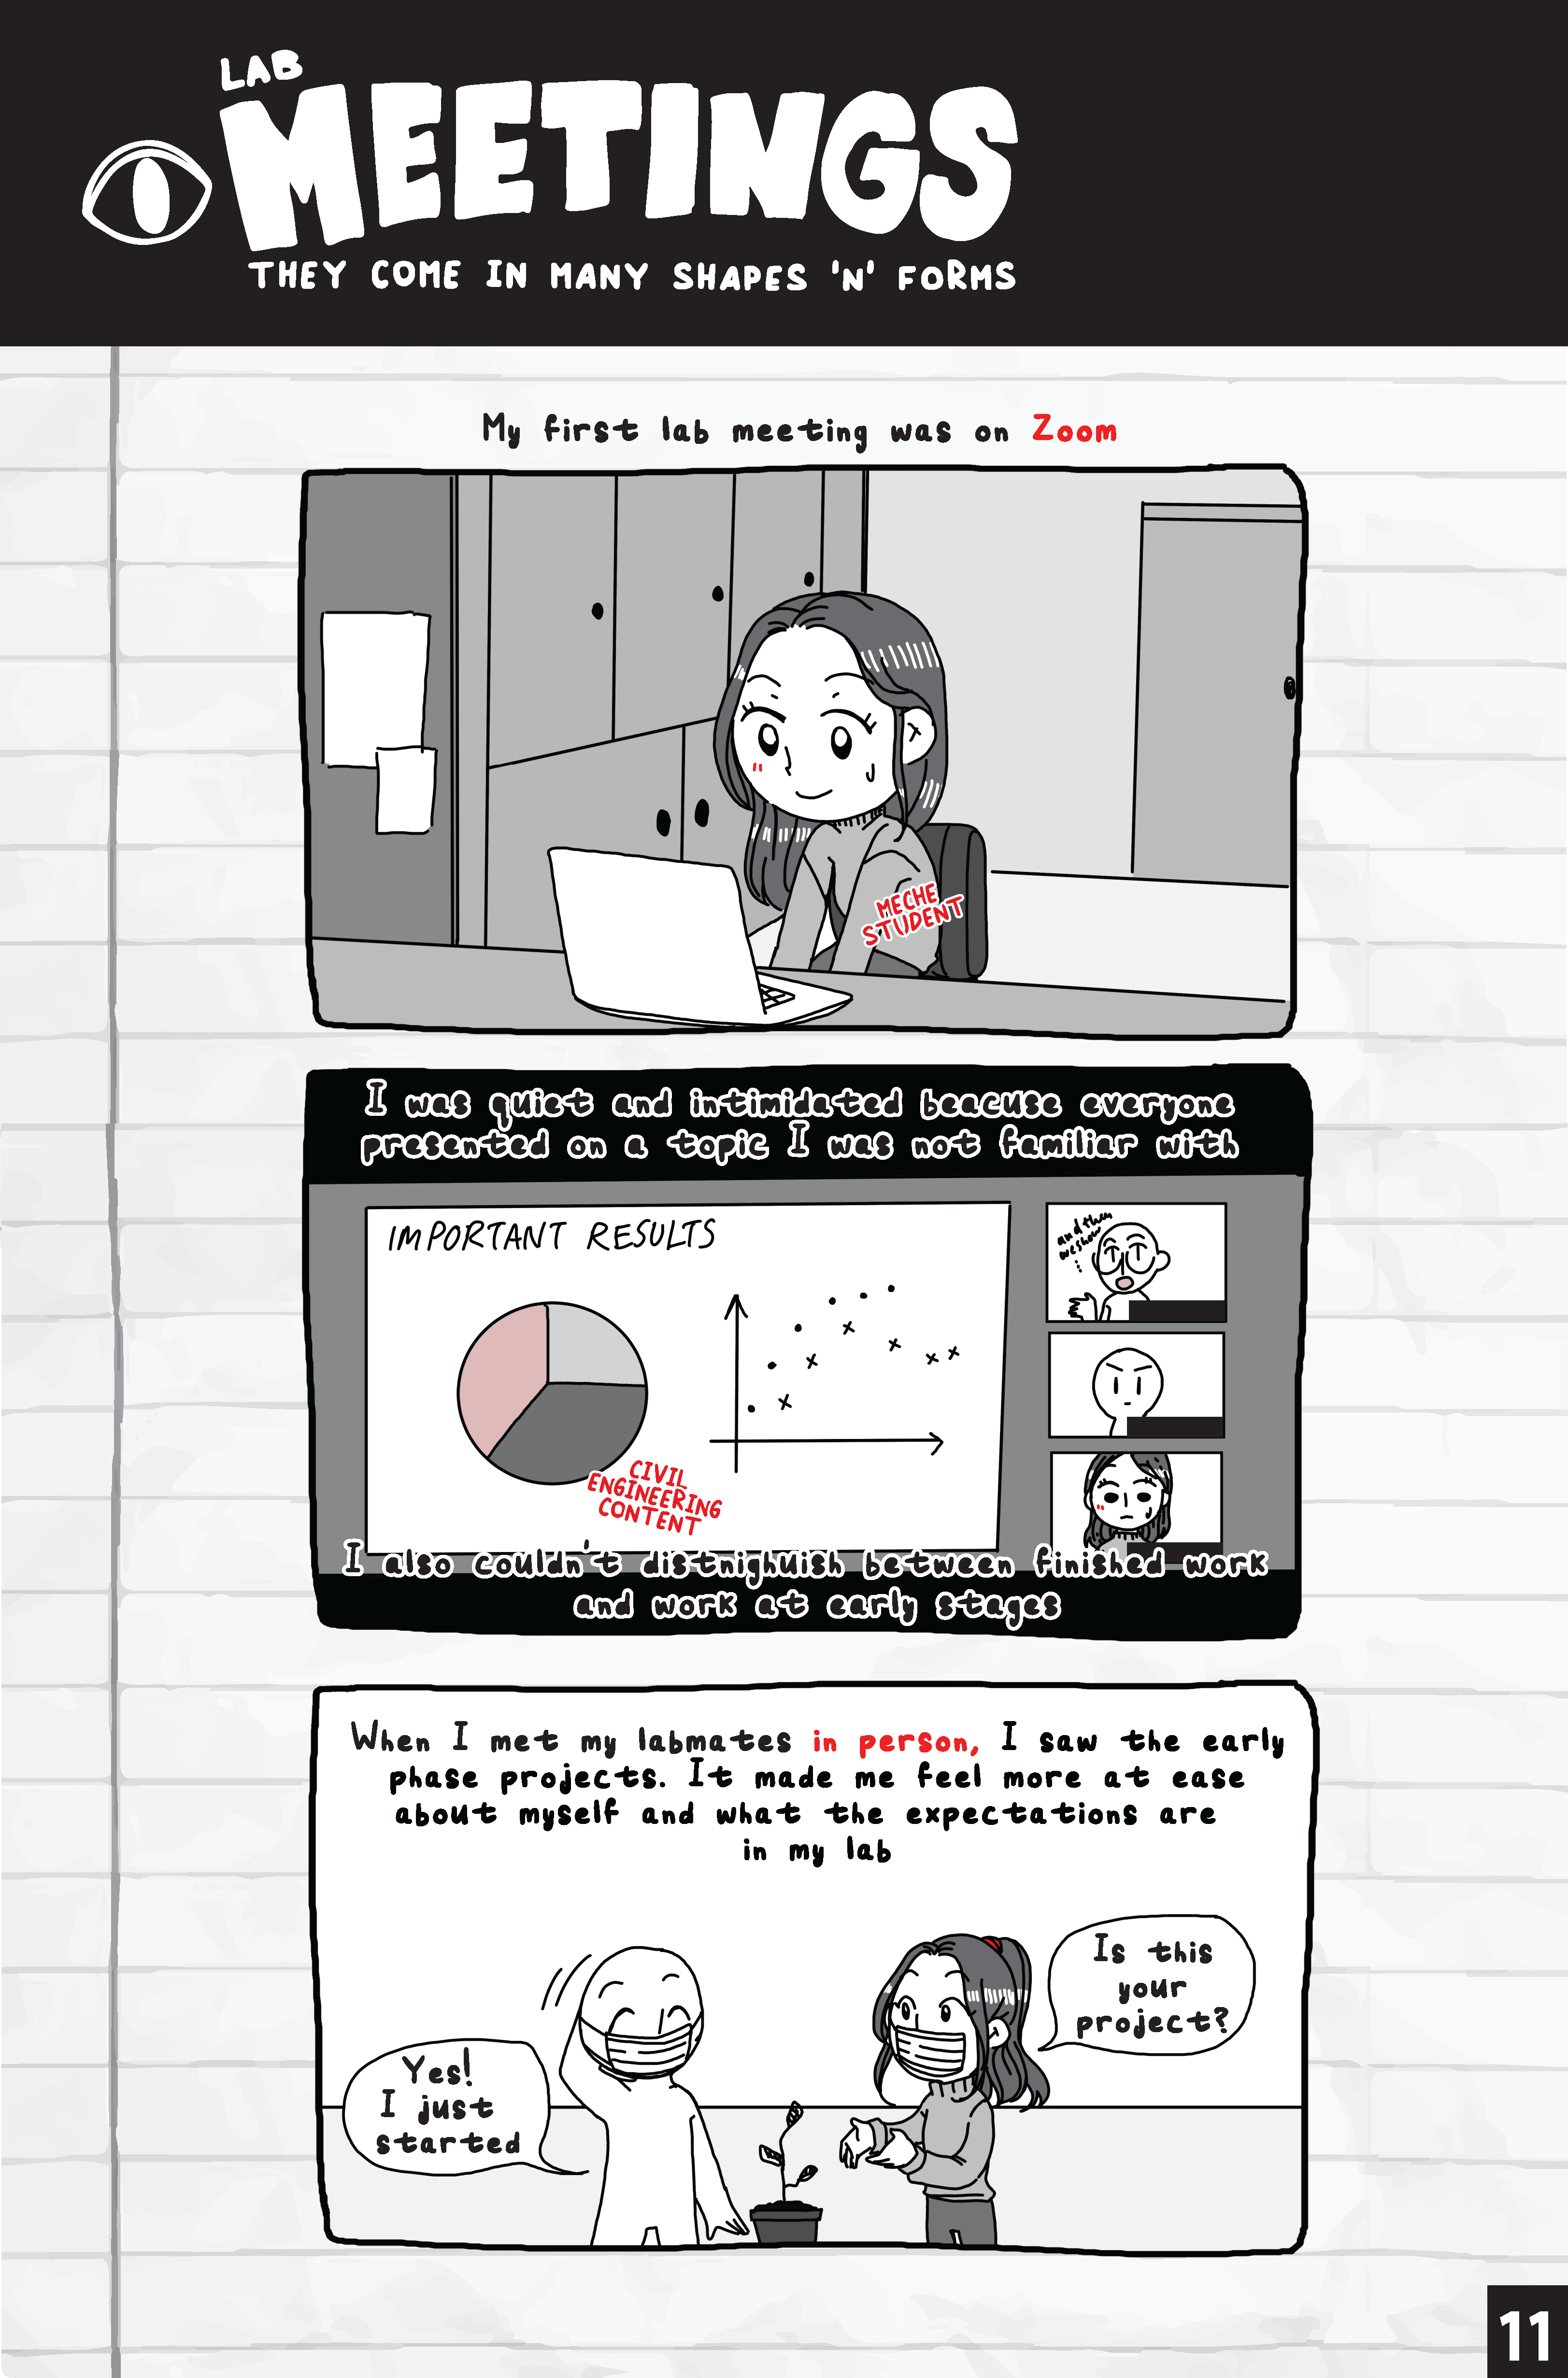 LAB
MEETINGS
THEY COME IN MANY SHAPES 'N' FORMS
My first lab meeting was on Zoom
MECHE
STUDENT
I was quiet and intimidated beacuse everyone
presented on a topic I was not familiar with
IMPORTANT RESULTS
and then
we show
...
CIVIL
ENGINEERING
CONTENT
I also couldn't distnighuish between finished work
and work at early stages
When I met my labmates in person, I saw the early
phase projects. It made me feel more at ease
about myself and what the expectations are
in my lab
Is this
your
project?
Yes!
I just
started
11